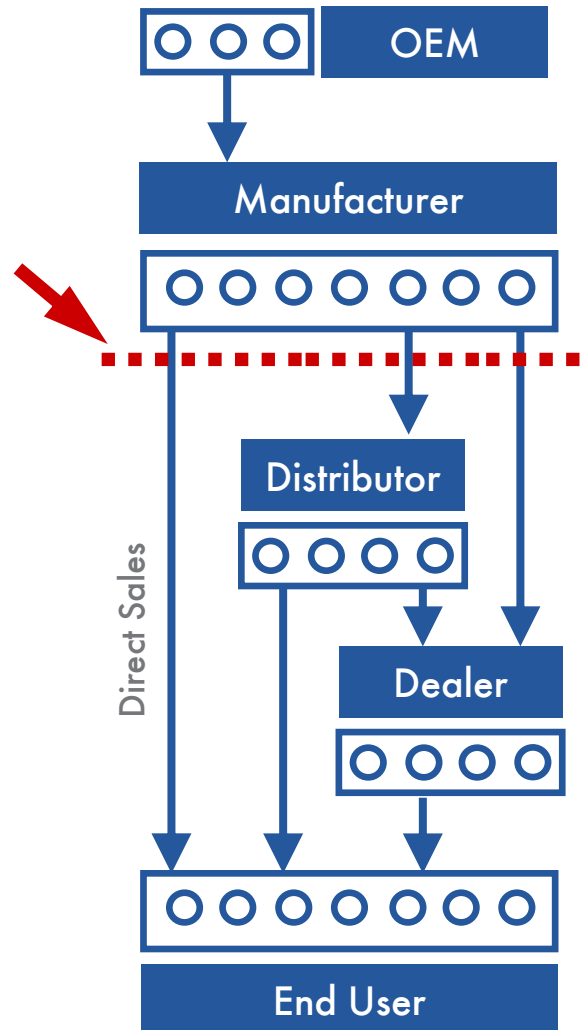 OEM
Manufacturer
Distributor
Direct Sales
Dealer
End User